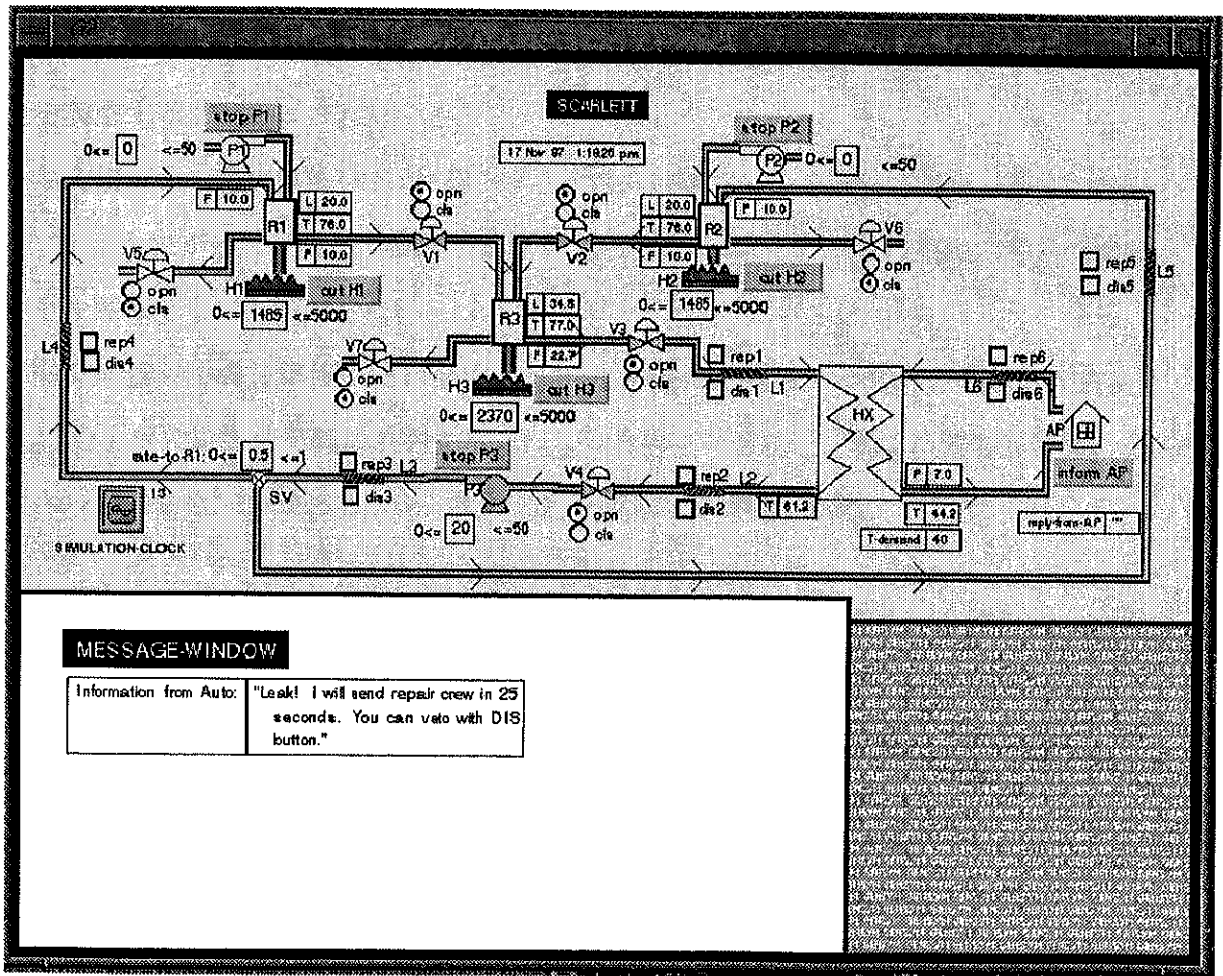 SCARLETT
stop P1
stop P2
0<= 0 <=50
P1
17 Nov 97 1:18:26 p.m.
P2
0<= 0 <=50
F 10.0
L 20.0
R1
T 76.0
F 10.0
opn
cls
V1
opn
cls
V2
L 20.0
T 76.0
F 10.0
R2
F 10.0
V6
opn
cls
V5
opn
cls
H1
cut H1
0<= 1485 <=5000
H2
cut H2
0<= 1485 <=5000
rep5
dis5
L5
R3
L 34.8
T 77.0
F 22.7
V3
opn
cls
V7
opn
cls
H3
cut H3
0<= 2370 <=5000
L4
rep4
dis4
rep1
dis1 L1
HX
rep6
L6
dis6
AP
inform AP
rate-to-R1: 0<= 0.5 <=1
SV
rep3
L3
dis3
stop P3
P3
0<= 20 <=50
V4
opn
cls
rep2
L2
dis2
T 61.2
F 7.0
T 44.2
T-demand 40
reply-from-AP ""
SIMULATION-CLOCK
MESSAGE-WINDOW
Information from Auto: "Leak! I will send repair crew in 25
seconds. You can veto with DIS
button."